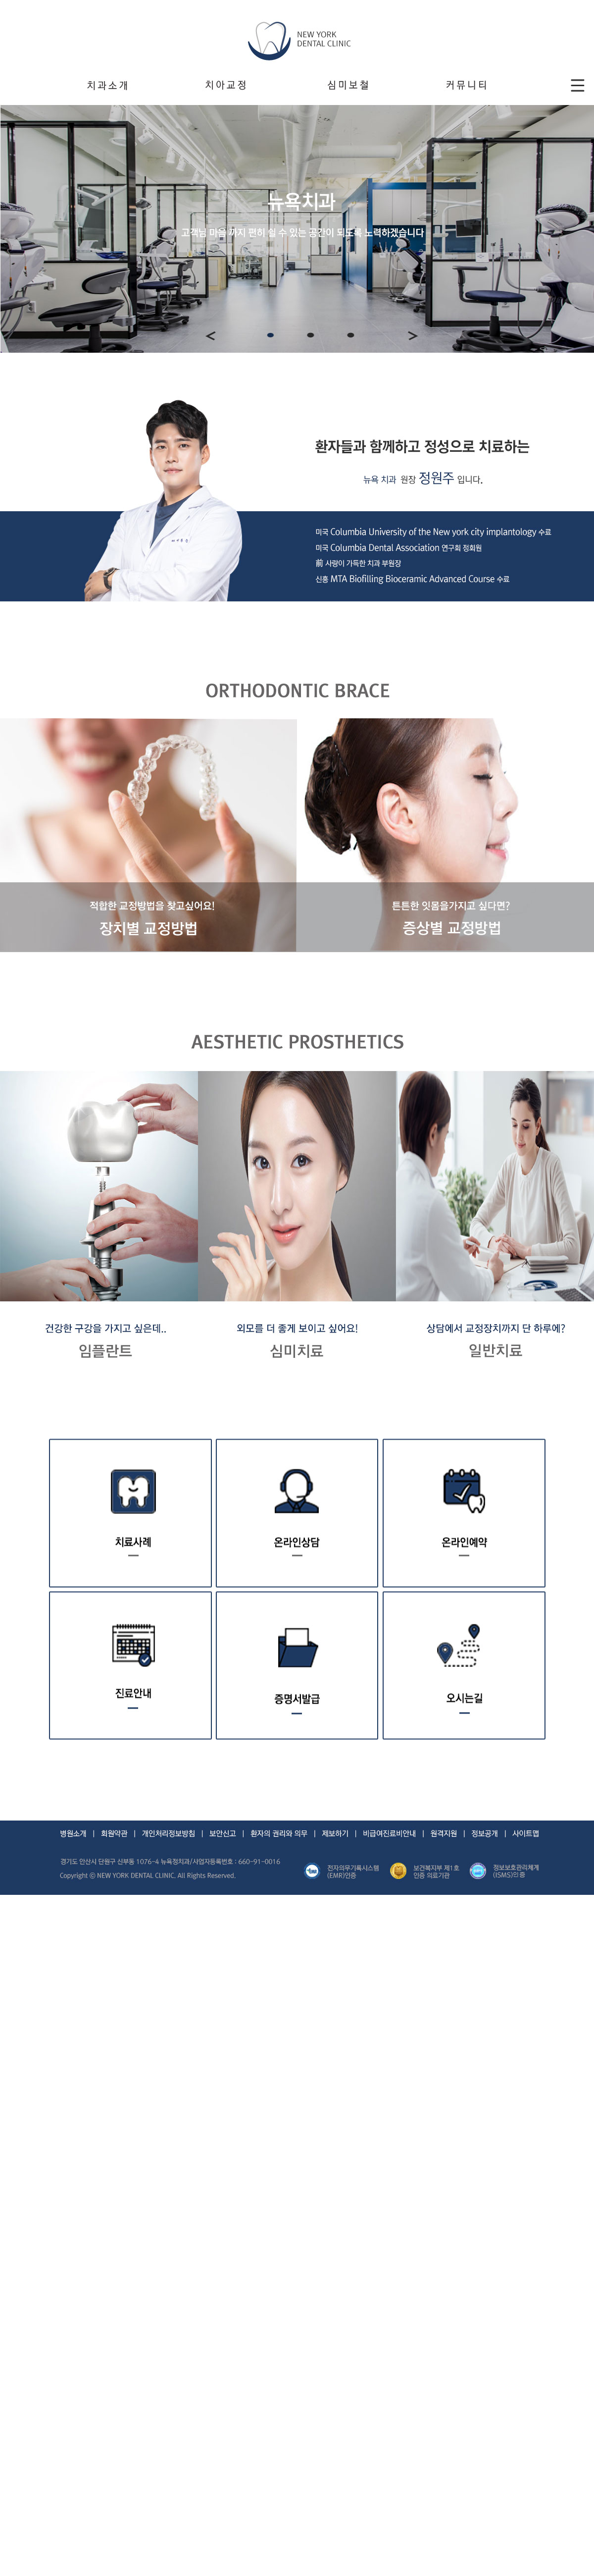 NEW YORK
DENTAL CLINIC
치과소개 치아교정 심미보철 커뮤니티
뉴욕치과
고객님 마음 까지 편히 쉴 수 있는 공간이 되도록 노력하겠습니다
환자들과 함께하고 정성으로 치료하는
뉴욕 치과 원장 정원주 입니다.
미국 Columbia University of the New york city implantology 수료
미국 Columbia Dental Association 연구회 정회원
前 사랑이 가득한 치과 부원장
신흥 MTA Biofilling Bioceramic Advanced Course 수료
ORTHODONTIC BRACE
적합한 교정방법을 찾고싶어요!
장치별 교정방법
튼튼한 잇몸을가지고 싶다면?
증상별 교정방법
AESTHETIC PROSTHETICS
건강한 구강을 가지고 싶은데..
임플란트
외모를 더 좋게 보이고 싶어요!
심미치료
상담에서 교정장치까지 단 하루에?
일반치료
치료사례
온라인상담
온라인예약
진료안내
증명서발급
오시는길
병원소개 | 회원약관 | 개인처리정보방침 | 보안신고 | 환자의 권리와 의무 | 제보하기 | 비급여진료비안내 | 원격지원 | 정보공개 | 사이트맵
경기도 안산시 단원구 신부동 1076-4 뉴욕정치과/사업자등록번호 : 660-91-0016
Copyright ⓒ NEW YORK DENTAL CLINIC. All Rights Reserved.
전자의무기록시스템
(EMR)인증
보건복지부 제1호
인증 의료기관
정보보호관리체계
(ISMS)인증